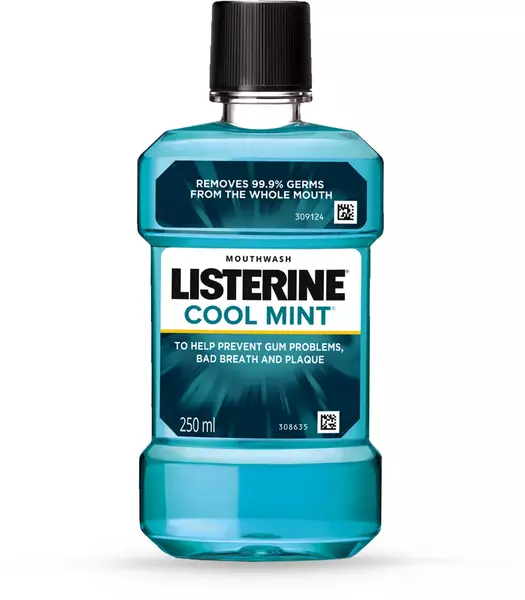 REMOVES 99.9% GERMS
FROM THE WHOLE MOUTH
309124
MOUTHWASH
LISTERINE®
COOL MINT®
TO HELP PREVENT GUM PROBLEMS,
BAD BREATH AND PLAQUE
250 ml
308635